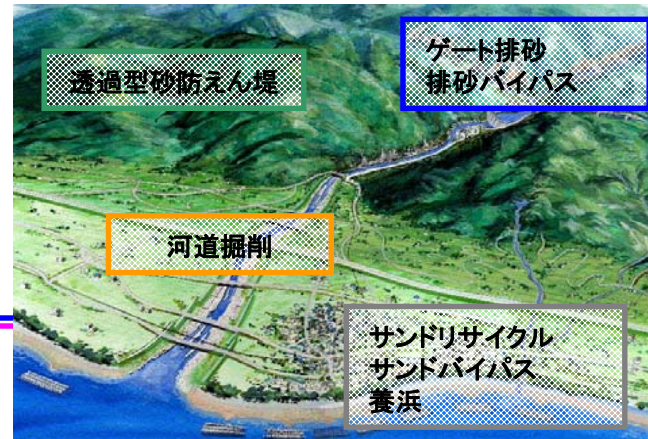 ゲート排砂
排砂バイパス
透過型砂防えん堤
河道掘削
サンドリサイクル
サンドバイパス
養浜